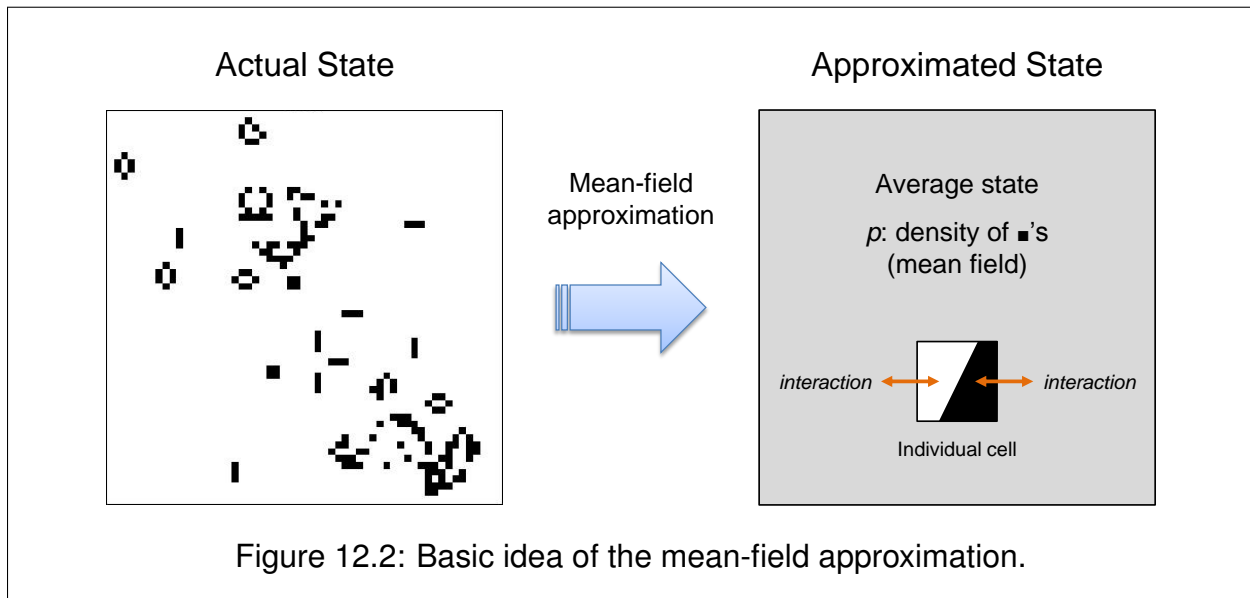 Actual State
Approximated State
Mean-field
approximation
Average state
p: density of ■'s
(mean field)
interaction
interaction
Individual cell
Figure 12.2: Basic idea of the mean-field approximation.